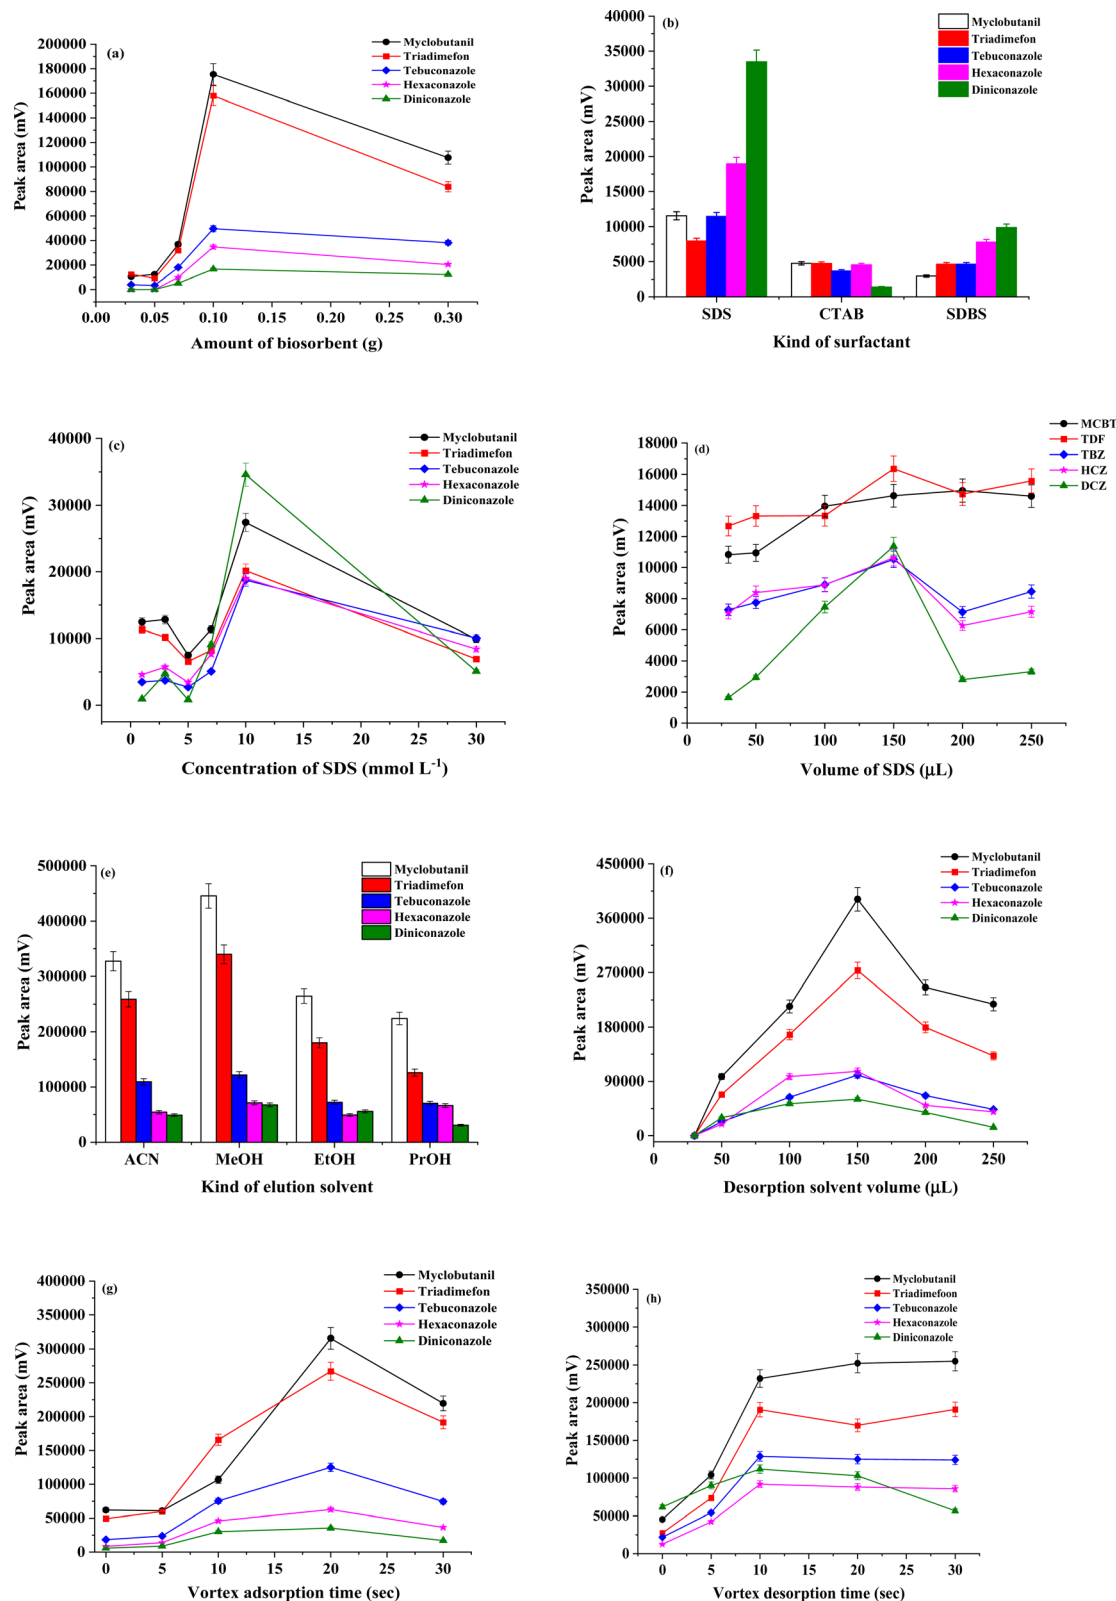 (a)
Myclobutanil
Triadimefon
Tebuconazole
Hexaconazole
Diniconazole
200000
180000
160000
140000
120000
100000
80000
60000
40000
20000
0
Peak area (mV)
0.00 0.05 0.10 0.15 0.20 0.25 0.30
Amount of biosorbent (g)
(b)
Myclobutanil
Triadimefon
Tebuconazole
Hexaconazole
Diniconazole
40000
35000
30000
25000
20000
15000
10000
5000
0
Peak area (mV)
SDS CTAB SDBS
Kind of surfactant
(c)
Myclobutanil
Triadimefon
Tebuconazole
Hexaconazole
Diniconazole
40000
30000
20000
10000
0
Peak area (mV)
0 5 10 15 20 25 30
Concentration of SDS (mmol L⁻¹)
(d)
MCBT
TDF
TBZ
HCZ
DCZ
18000
16000
14000
12000
10000
8000
6000
4000
2000
0
Peak area (mV)
0 50 100 150 200 250
Volume of SDS (µL)
(e)
Myclobutanil
Triadimefon
Tebuconazole
Hexaconazole
Diniconazole
500000
400000
300000
200000
100000
0
Peak area (mV)
ACN MeOH EtOH PrOH
Kind of elution solvent
(f)
Myclobutanil
Triadimefon
Tebuconazole
Hexaconazole
Diniconazole
450000
360000
270000
180000
90000
0
Peak area (mV)
0 50 100 150 200 250
Desorption solvent volume (µL)
(g)
Myclobutanil
Triadimefon
Tebuconazole
Hexaconazole
Diniconazole
400000
350000
300000
250000
200000
150000
100000
50000
0
Peak area (mV)
0 5 10 15 20 25 30
Vortex adsorption time (sec)
(h)
Myclobutanil
Triadimefoon
Tebuconazole
Hexaconazole
Diniconazole
350000
300000
250000
200000
150000
100000
50000
0
Peak area (mV)
0 5 10 15 20 25 30
Vortex desorption time (sec)